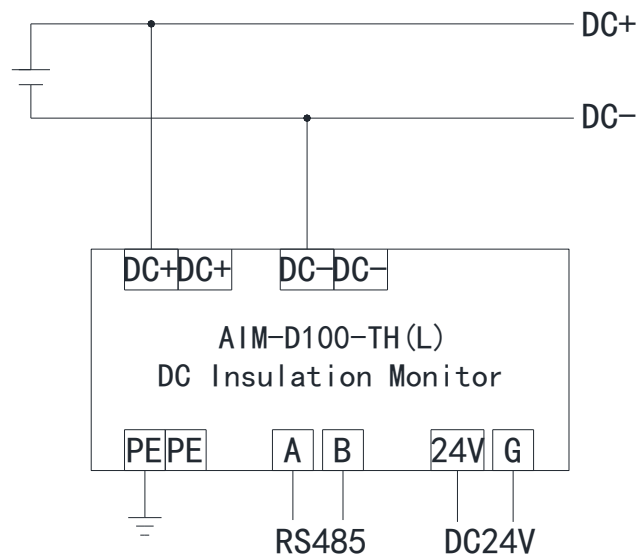 DC+
DC-
DC+ DC+ DC- DC-
AIM-D100-TH(L)
DC Insulation Monitor
PE PE A B 24V G
RS485 DC24V